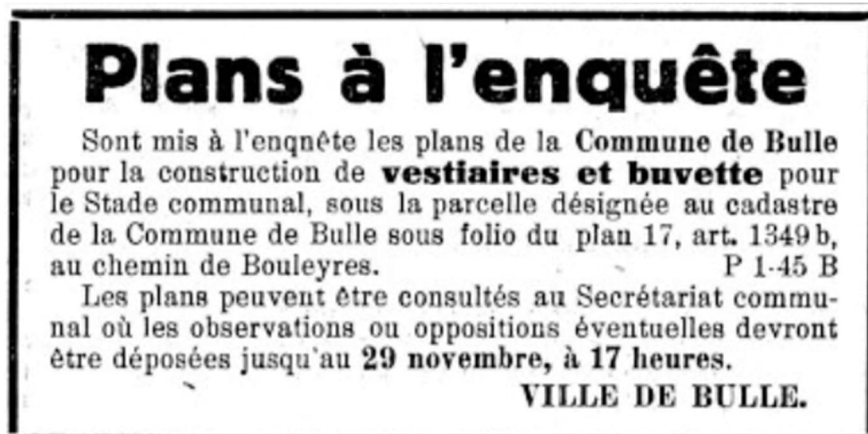 Plans à l'enquête
Sont mis à l'enqnête les plans de la Commune de Bulle
pour la construction de vestiaires et buvette pour
le Stade communal, sous la parcelle désignée au cadastre
de la Commune de Bulle sous folio du plan 17, art. 1349 b,
au chemin de Bouleyres. P 1-45 B
Les plans peuvent être consultés au Secrétariat commu-
nal où les observations ou oppositions éventuelles devront
être déposées jusqu'au 29 novembre, à 17 heures.
VILLE DE BULLE.